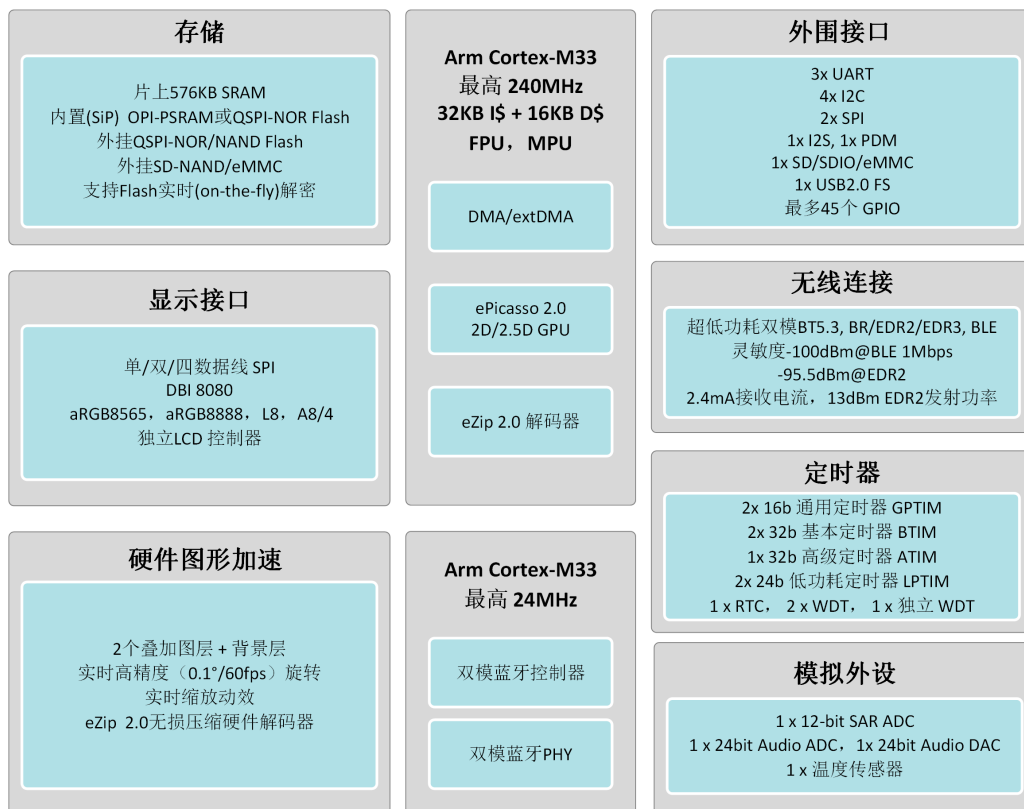 存储
片上576KB SRAM
内置(SiP) OPI-PSRAM或QSPI-NOR Flash
外挂QSPI-NOR/NAND Flash
外挂SD-NAND/eMMC
支持Flash实时(on-the-fly)解密
显示接口
单/双/四数据线 SPI
DBI 8080
aRGB8565，aRGB8888，L8，A8/4
独立LCD 控制器
硬件图形加速
2个叠加图层 + 背景层
实时高精度（0.1°/60fps）旋转
实时缩放动效
eZip 2.0无损压缩硬件解码器
Arm Cortex-M33
最高 240MHz
32KB I$ + 16KB D$
FPU，MPU
DMA/extDMA
ePicasso 2.0
2D/2.5D GPU
eZip 2.0 解码器
Arm Cortex-M33
最高 24MHz
双模蓝牙控制器
双模蓝牙PHY
外围接口
3x UART
4x I2C
2x SPI
1x I2S, 1x PDM
1x SD/SDIO/eMMC
1x USB2.0 FS
最多45个 GPIO
无线连接
超低功耗双模BT5.3, BR/EDR2/EDR3, BLE
灵敏度-100dBm@BLE 1Mbps
-95.5dBm@EDR2
2.4mA接收电流，13dBm EDR2发射功率
定时器
2x 16b 通用定时器 GPTIM
2x 32b 基本定时器 BTIM
1x 32b 高级定时器 ATIM
2x 24b 低功耗定时器 LPTIM
1 x RTC， 2 x WDT， 1 x 独立 WDT
模拟外设
1 x 12-bit SAR ADC
1 x 24bit Audio ADC，1x 24bit Audio DAC
1 x 温度传感器